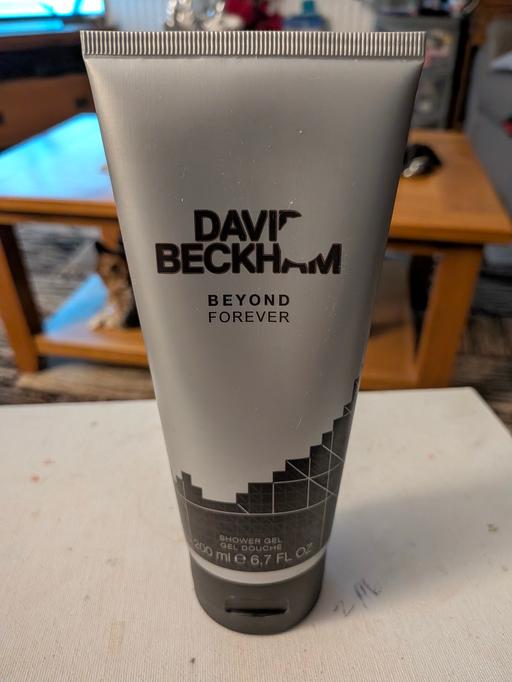 DAVID
BECKHAM
BEYOND
FOREVER
SHOWER GEL
GEL DOUCHE
200 ml ℮ 6,7 FL OZ